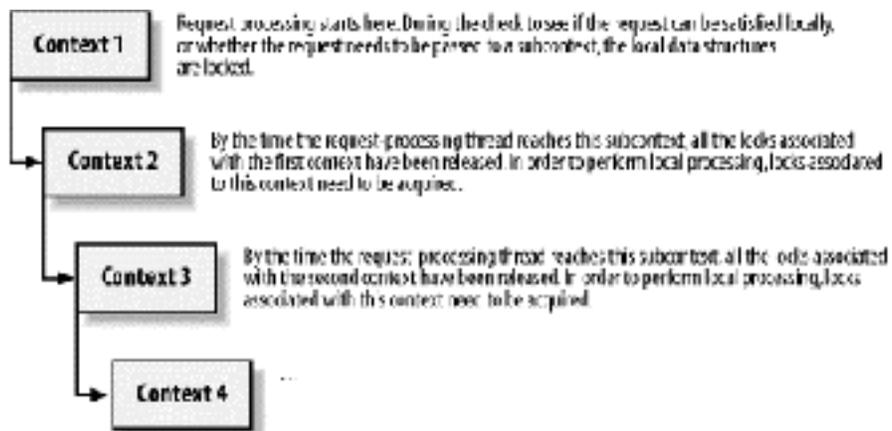 Context 1
Request processing starts here. During the check to see if the request can be satisfied locally,
or whether the request needs to be passed to a subcontext, the local data structures
are locked.
Context 2
By the time the request-processing thread reaches this subcontext, all the locks associated
with the first context have been released. In order to perform local processing, locks associated
to this context need to be acquired.
Context 3
By the time the request-processing thread reaches this subcontext, all the locks associated
with the second context have been released. In order to perform local processing, locks
associated with this context need to be acquired.
Context 4
...